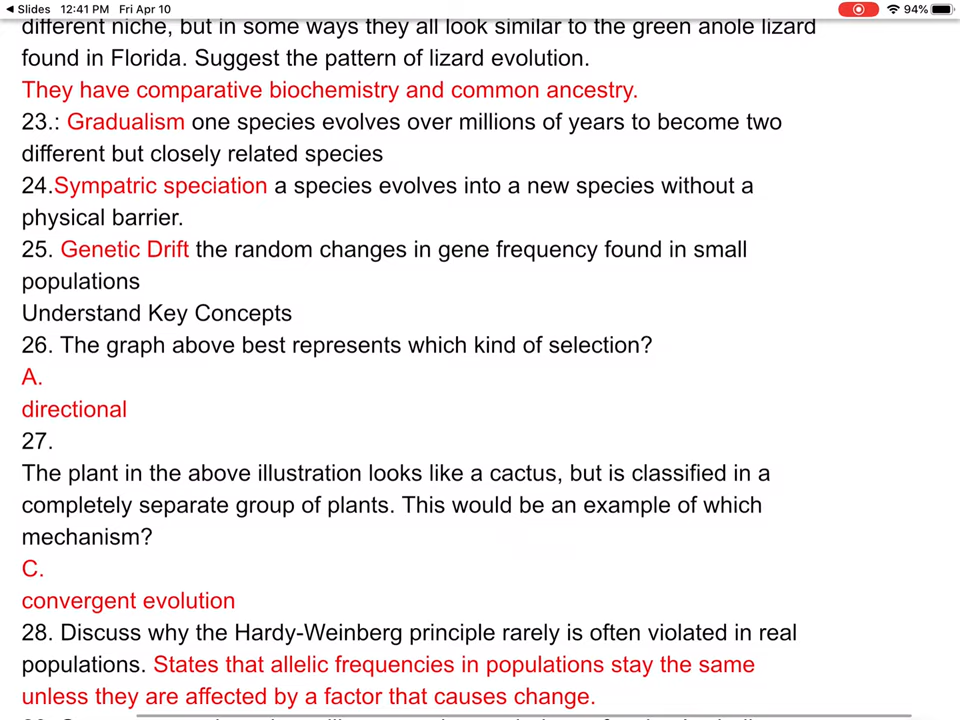 Slides 12:41 PM Fri Apr 10 94%
different niche, but in some ways they all look similar to the green anole lizard
found in Florida. Suggest the pattern of lizard evolution.
They have comparative biochemistry and common ancestry.
23.: Gradualism one species evolves over millions of years to become two
different but closely related species
24.Sympatric speciation a species evolves into a new species without a
physical barrier.
25. Genetic Drift the random changes in gene frequency found in small
populations
Understand Key Concepts
26. The graph above best represents which kind of selection?
A.
directional
27.
The plant in the above illustration looks like a cactus, but is classified in a
completely separate group of plants. This would be an example of which
mechanism?
C.
convergent evolution
28. Discuss why the Hardy-Weinberg principle rarely is often violated in real
populations. States that allelic frequencies in populations stay the same
unless they are affected by a factor that causes change.